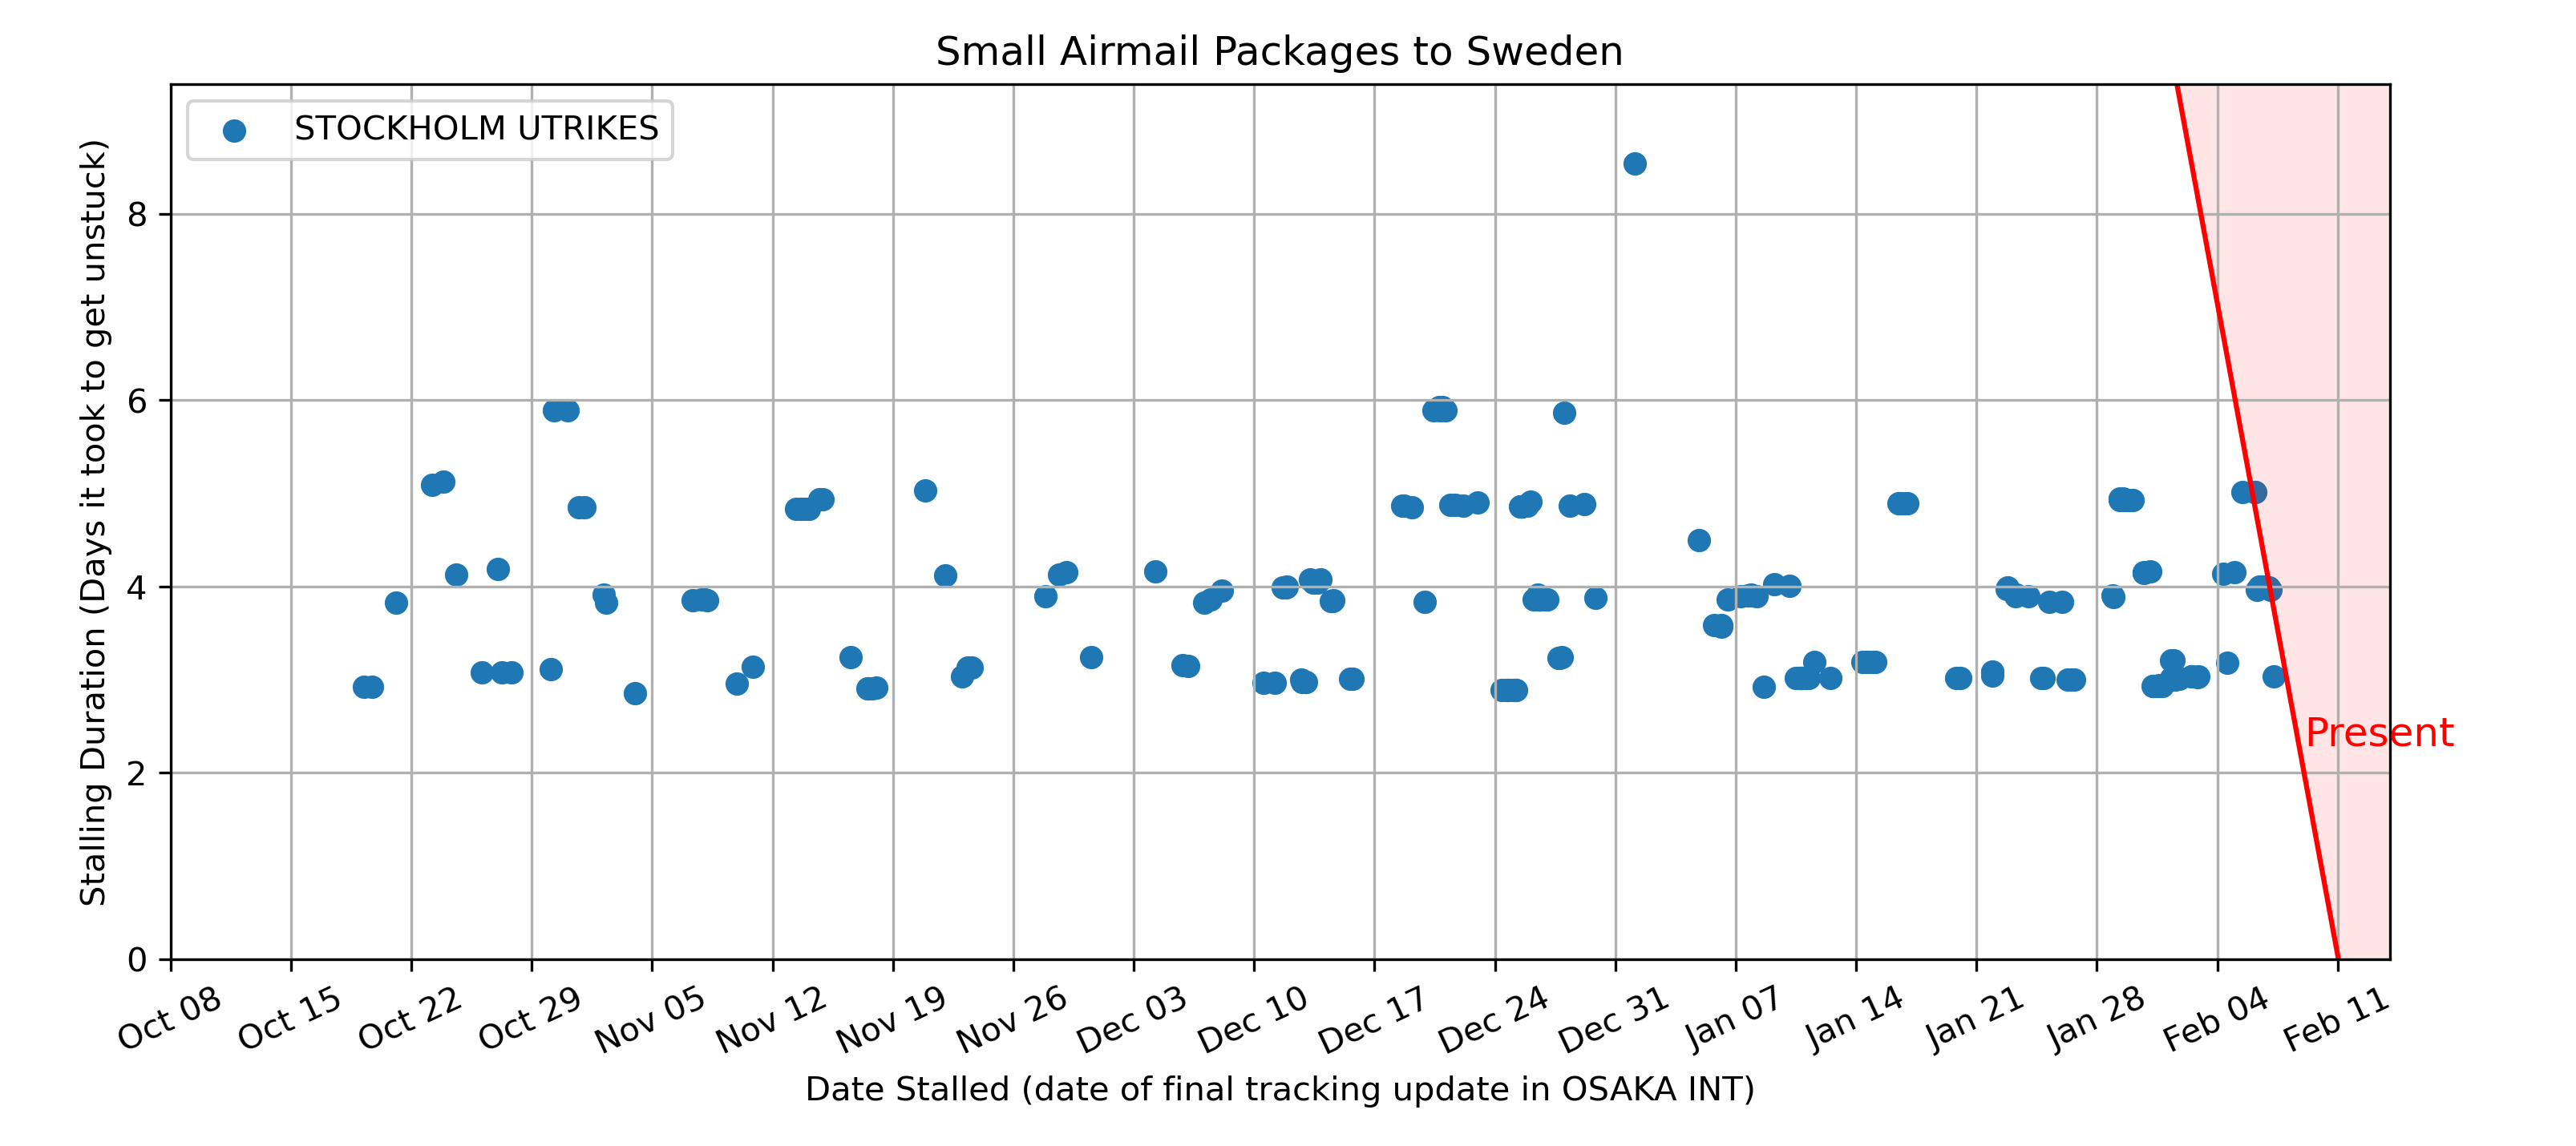 Small Airmail Packages to Sweden
STOCKHOLM UTRIKES
Stalling Duration (Days it took to get unstuck)
8
6
4
2
0
Present
Oct 08
Oct 15
Oct 22
Oct 29
Nov 05
Nov 12
Nov 19
Nov 26
Dec 03
Dec 10
Dec 17
Dec 24
Dec 31
Jan 07
Jan 14
Jan 21
Jan 28
Feb 04
Feb 11
Date Stalled (date of final tracking update in OSAKA INT)